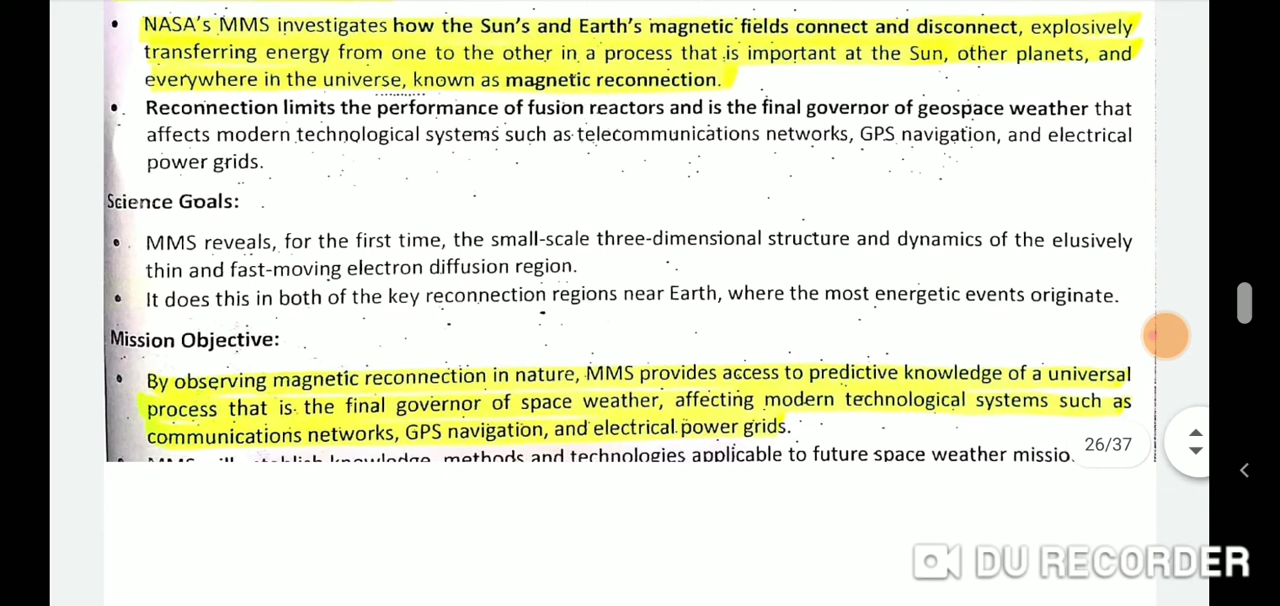 • NASA's MMS investigates how the Sun's and Earth's magnetic fields connect and disconnect, explosively
transferring energy from one to the other in a process that is important at the Sun, other planets, and
everywhere in the universe, known as magnetic reconnection.
• Reconnection limits the performance of fusion reactors and is the final governor of geospace weather that
affects modern technological systems such as telecommunications networks, GPS navigation, and electrical
power grids.
Science Goals:
• MMS reveals, for the first time, the small-scale three-dimensional structure and dynamics of the elusively
thin and fast-moving electron diffusion region.
• It does this in both of the key reconnection regions near Earth, where the most energetic events originate.
Mission Objective:
• By observing magnetic reconnection in nature, MMS provides access to predictive knowledge of a universal
process that is the final governor of space weather, affecting modern technological systems such as
communications networks, GPS navigation, and electrical power grids.
knowledge, methods and technologies applicable to future space weather
26/37
DU RECORDER